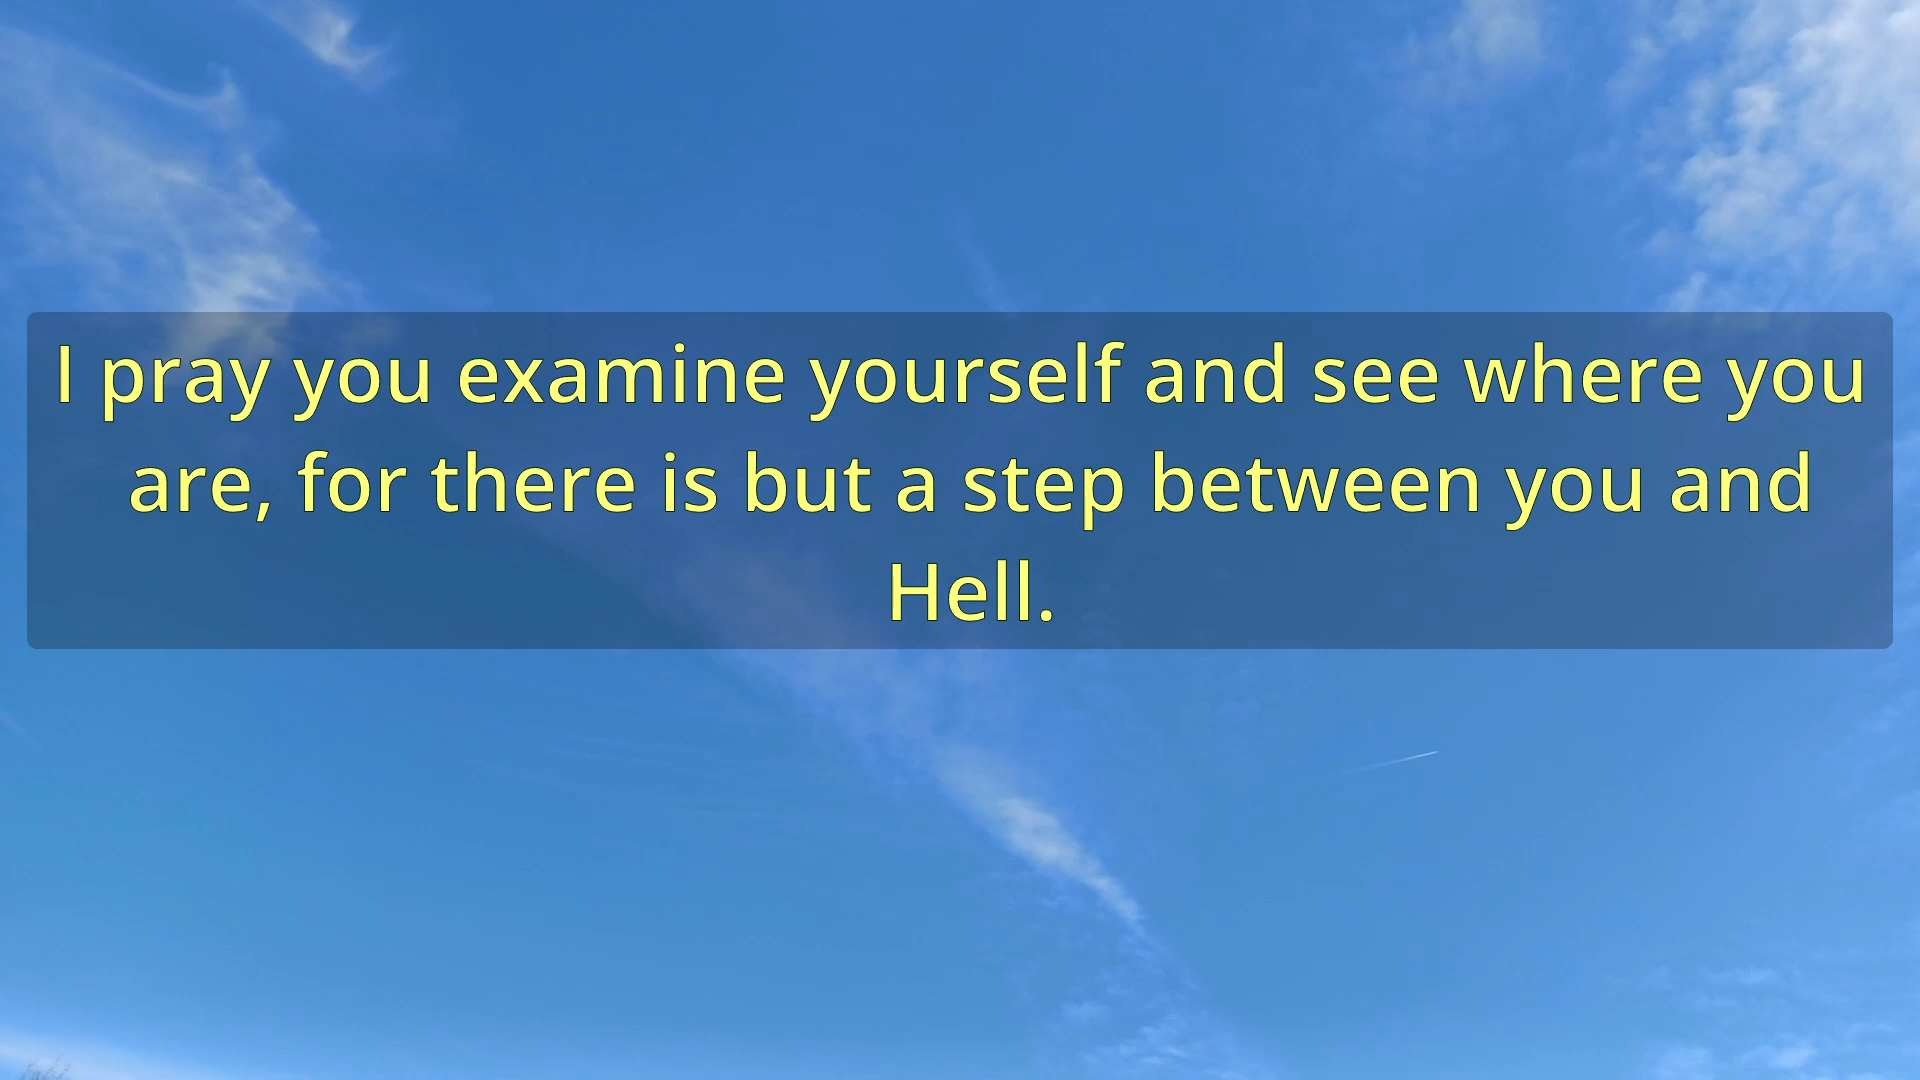 I pray you examine yourself and see where you
are, for there is but a step between you and
Hell.